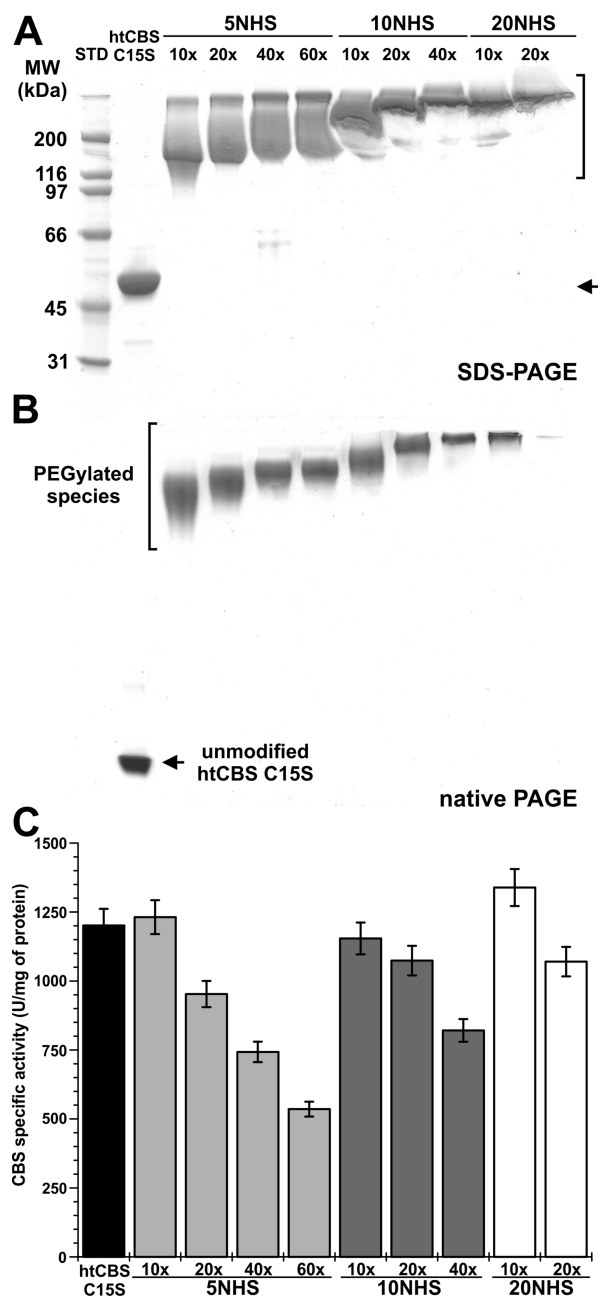 A
5NHS 10NHS 20NHS
htCBS
STD C15S 10x 20x 40x 60x 10x 20x 40x 10x 20x
MW
(kDa)
200
116
97
66
45
31
SDS-PAGE
B
PEGylated
species
unmodified
htCBS C15S
native PAGE
C
CBS specific activity (U/mg of protein)
1500
1250
1000
750
500
250
0
htCBS 10x 20x 40x 60x 10x 20x 40x 10x 20x
C15S 5NHS 10NHS 20NHS